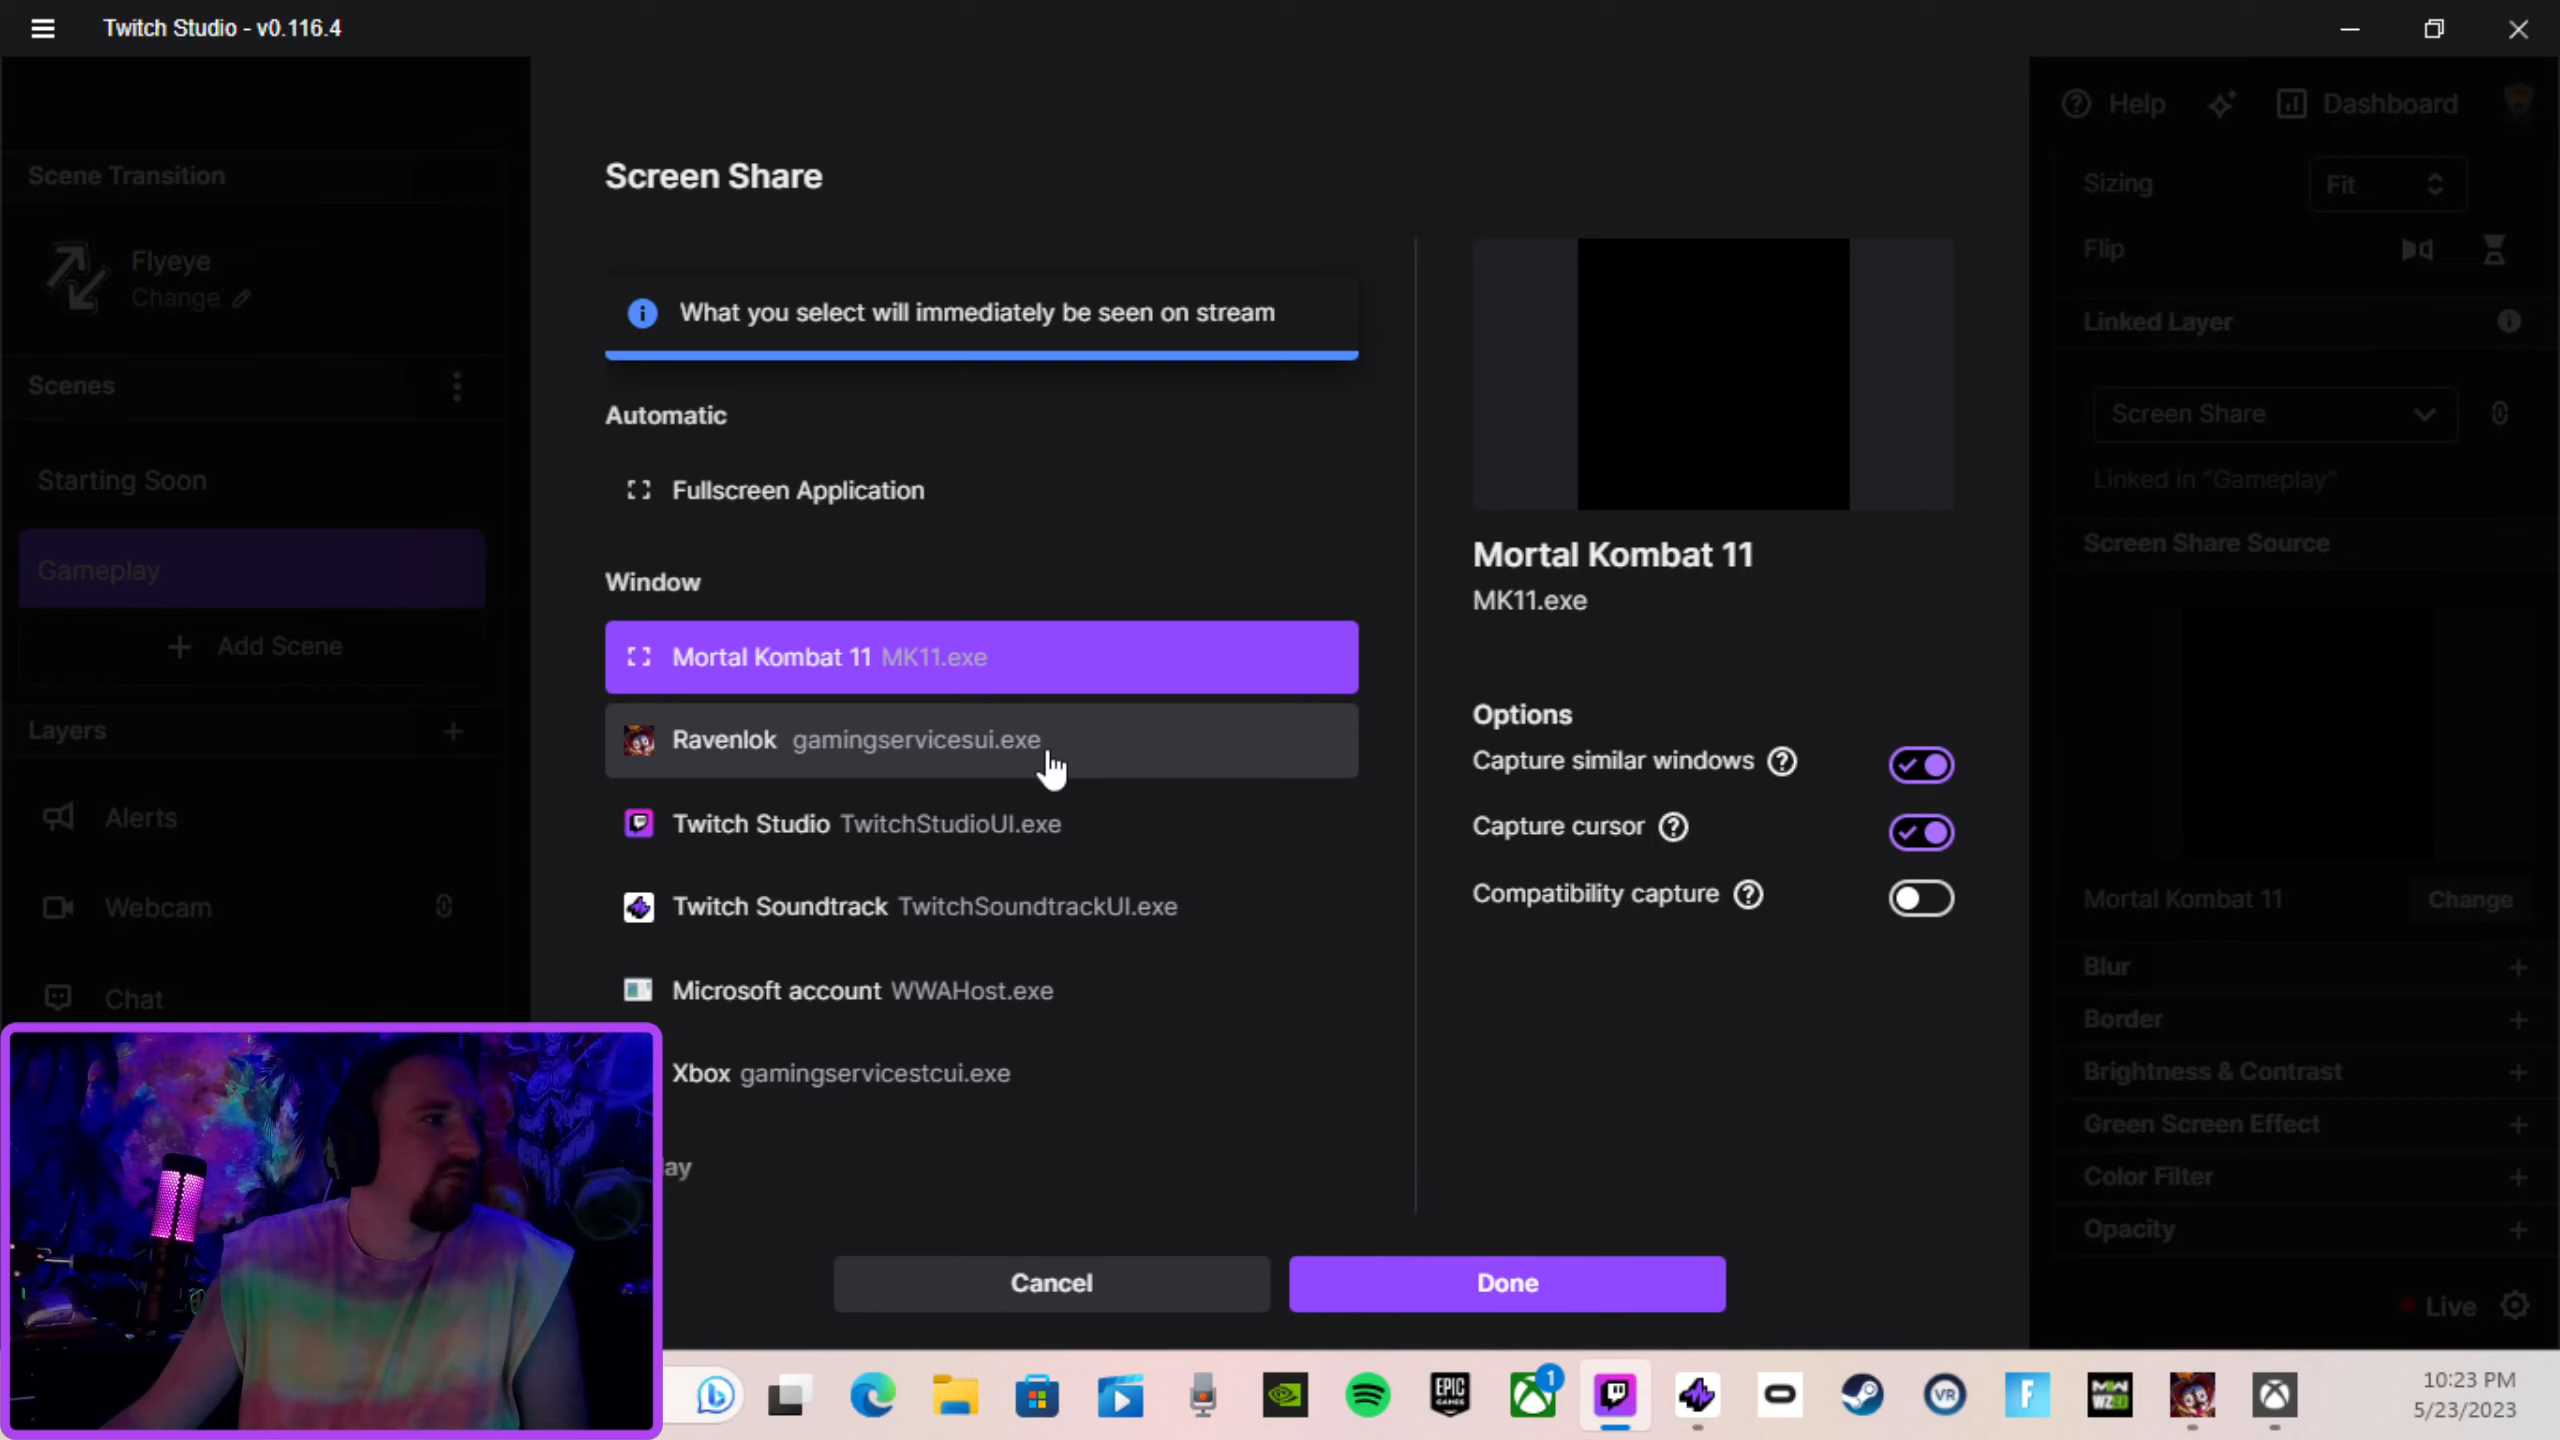 Twitch Studio - v0.116.4
Help
Dashboard
Scene Transition
Flyeye
Change
Scenes
Starting Soon
Gameplay
Add Scene
Layers
Alerts
Webcam
Chat
Screen Share
What you select will immediately be seen on stream
Automatic
Fullscreen Application
Window
Mortal Kombat 11 MK11.exe
Ravenlok gamingservicesui.exe
Twitch Studio TwitchStudioUI.exe
Twitch Soundtrack TwitchSoundtrackUI.exe
Microsoft account WWAHost.exe
Xbox gamingservicestcui.exe
Mortal Kombat 11
MK11.exe
Options
Capture similar windows
Capture cursor
Compatibility capture
Cancel
Done
Sizing
Fit
Flip
Linked Layer
Screen Share
Linked in "Gameplay"
Screen Share Source
Mortal Kombat 11
Change
Blur
Border
Brightness & Contrast
Green Screen Effect
Color Filter
Opacity
Live
EPIC
GAMES
1
VR
F
10:23 PM
5/23/2023